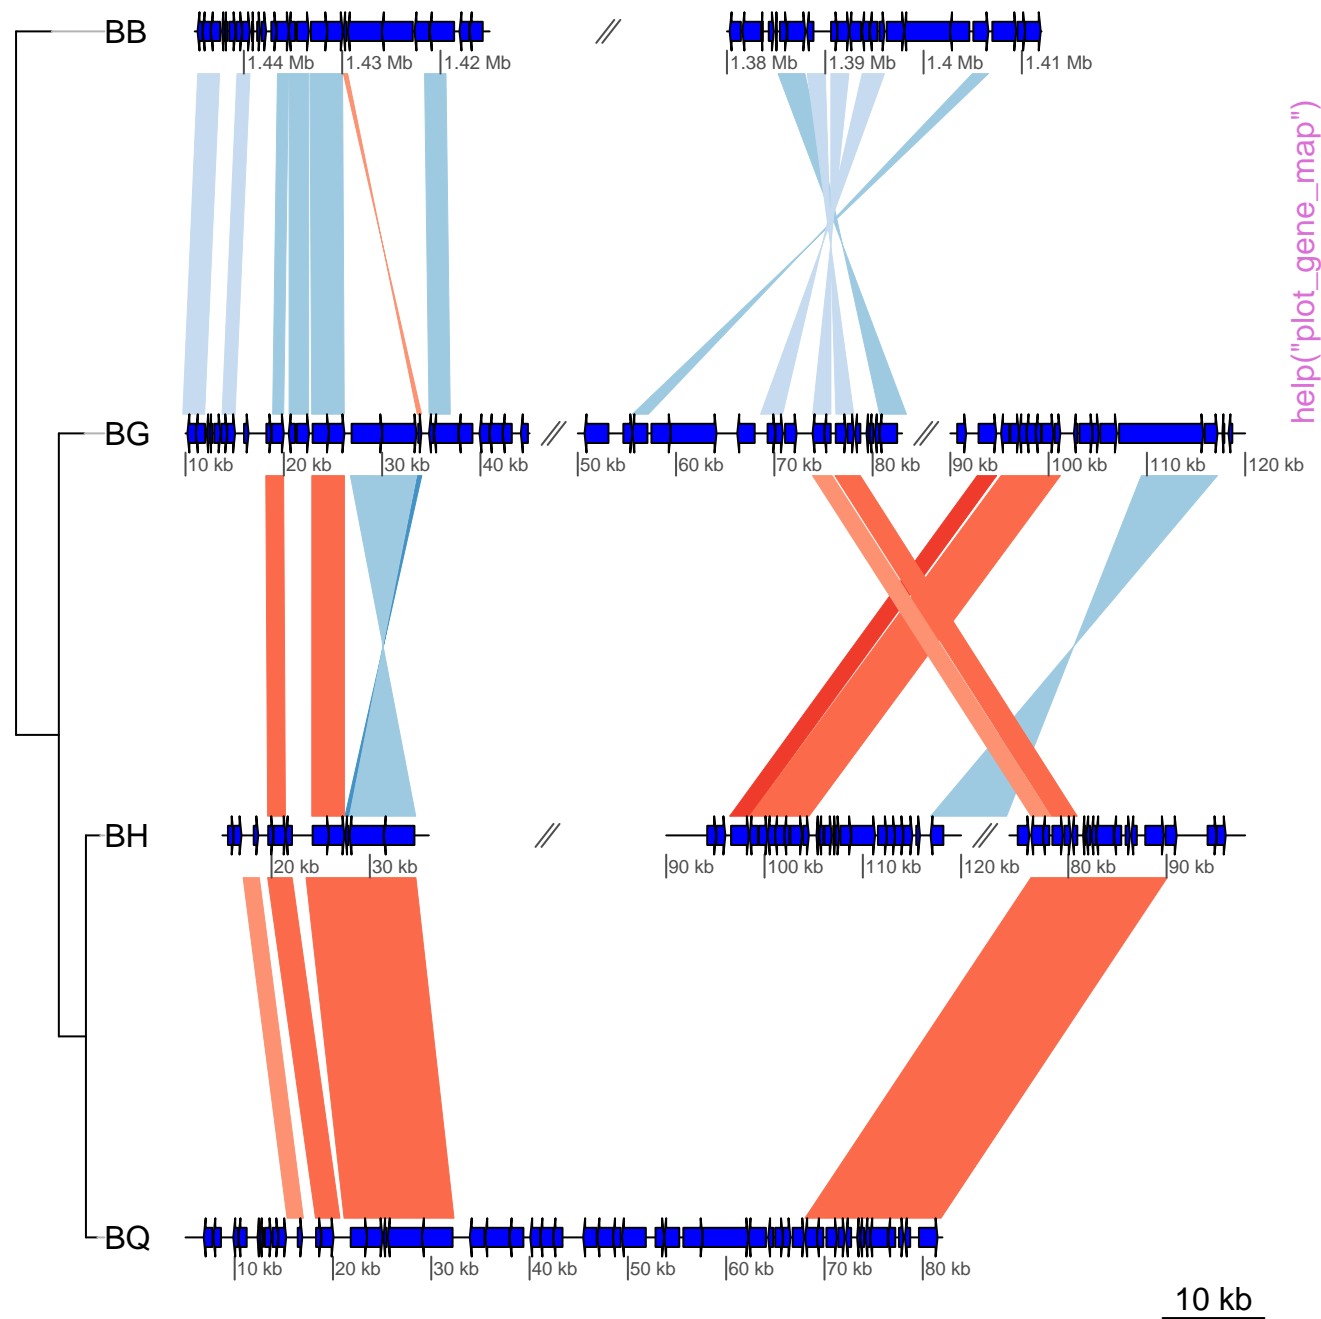 BB
1.44 Mb 1.43 Mb 1.42 Mb 1.38 Mb 1.39 Mb 1.4 Mb 1.41 Mb
help("plot_gene_map")
BG
10 kb 20 kb 30 kb 40 kb 50 kb 60 kb 70 kb 80 kb 90 kb 100 kb 110 kb 120 kb
BH
20 kb 30 kb 90 kb 100 kb 110 kb 120 kb 80 kb 90 kb
BQ
10 kb 20 kb 30 kb 40 kb 50 kb 60 kb 70 kb 80 kb
10 kb